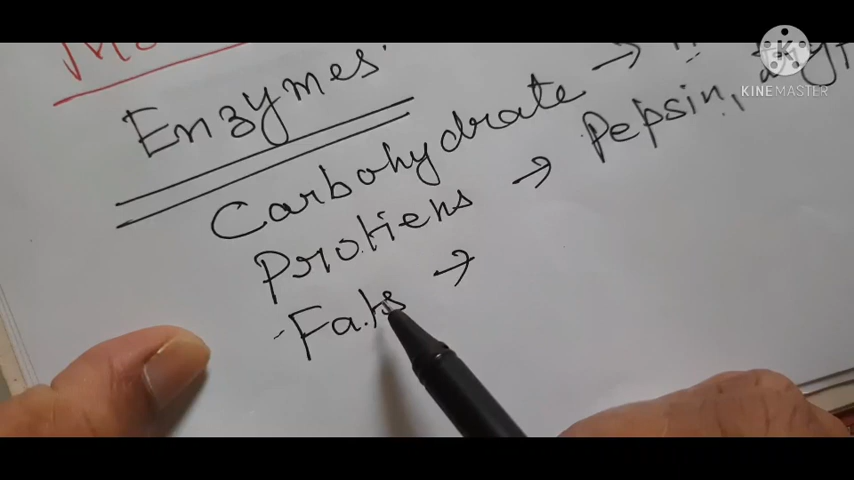 Enzymes.
Carbohydrate →
Protiens → Pepsin,
Fats →
KINEMASTER